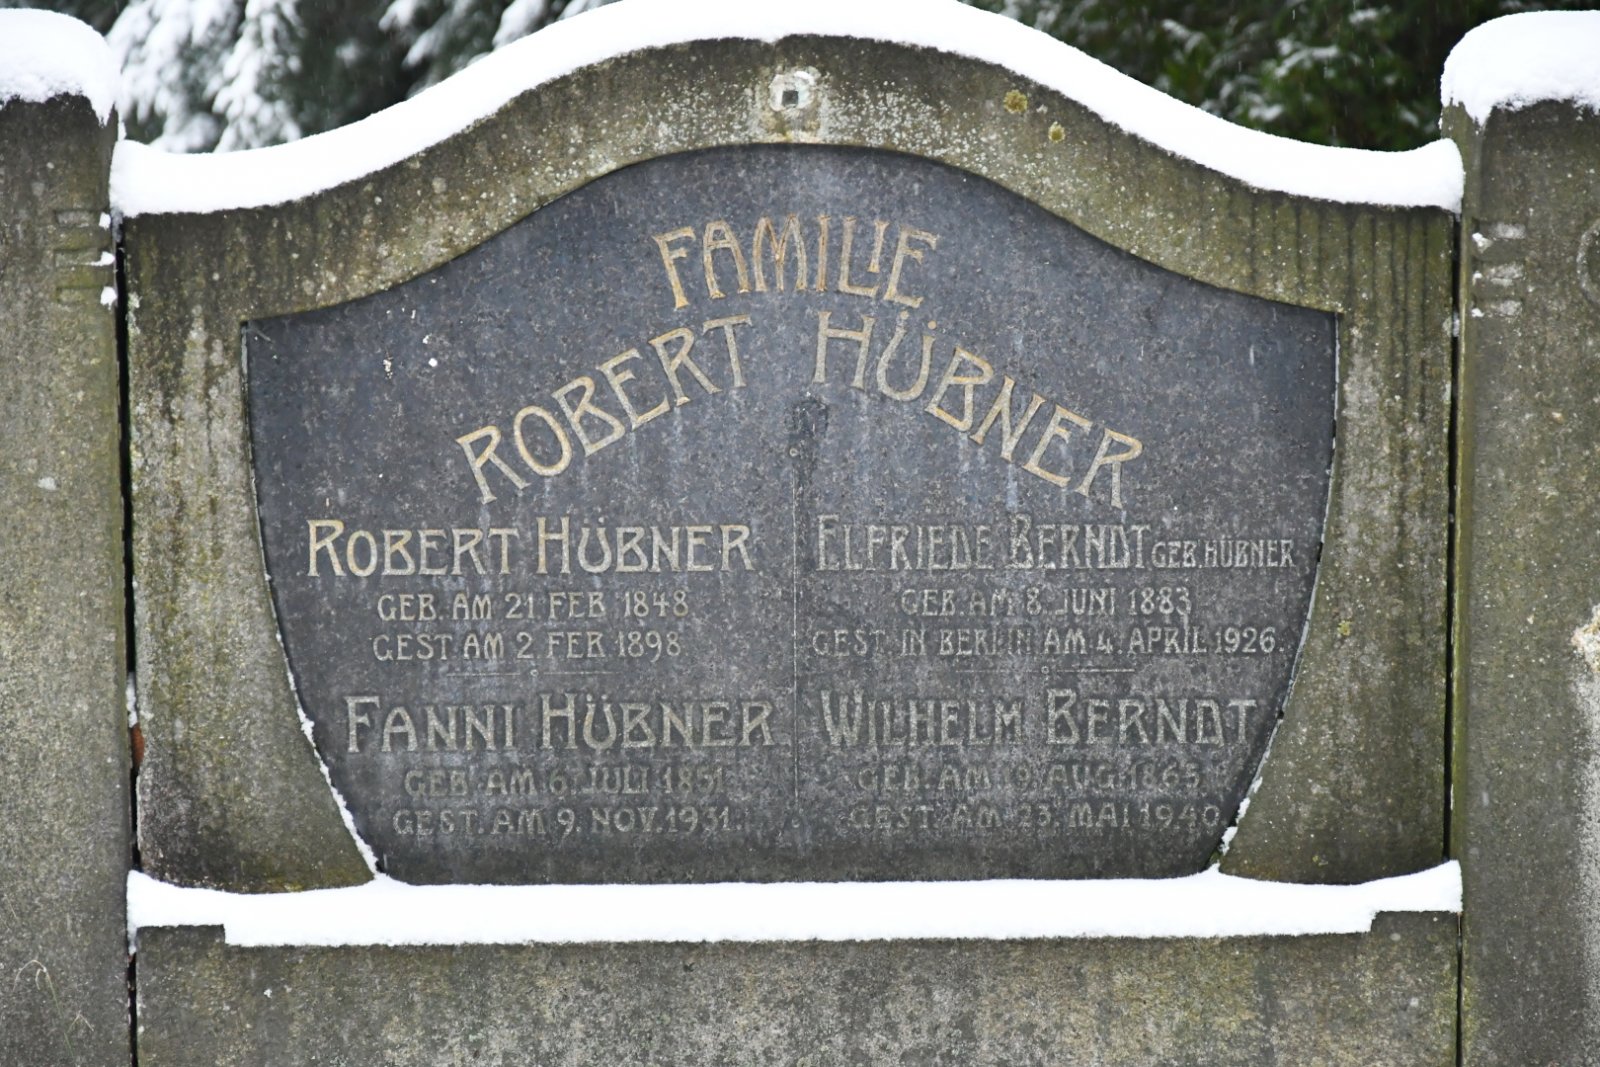 FAMILIE
ROBERT HÜBNER
ROBERT HÜBNER
GEB. AM 21 FEB 1848
GEST AM 2 FEB 1898
FANNI HÜBNER
GEB. AM 6. JULI 1851.
GEST. AM 9. NOV. 1931.
ELFRIEDE BERNDT GEB. HÜBNER
GEB. AM 8. JUNI 1883
GEST. IN BERLIN AM 4. APRIL 1926.
WILHELM BERNDT
GEB. AM 9. AUG. 1865.
GEST. AM 23. MAI 1940.